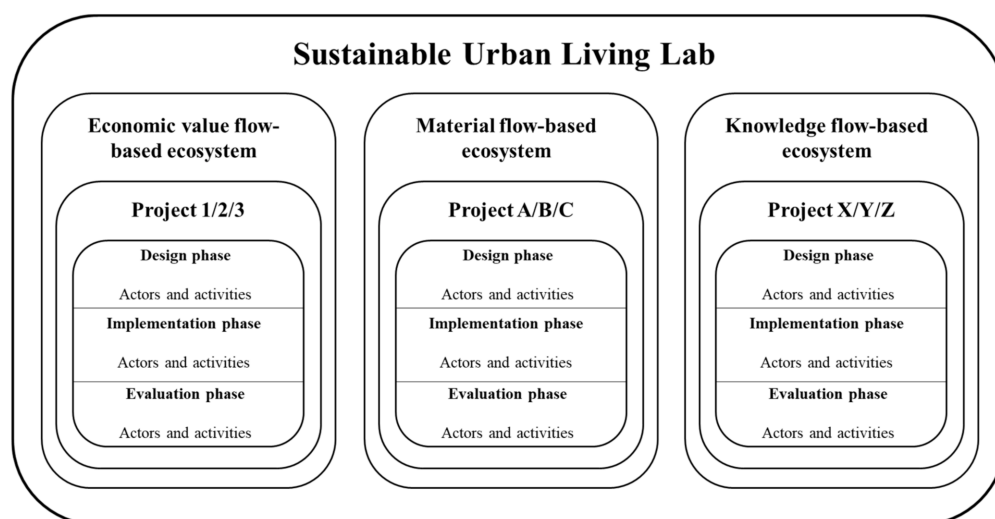 Sustainable Urban Living Lab
Economic value flow-
based ecosystem
Project 1/2/3
Design phase
Actors and activities
Implementation phase
Actors and activities
Evaluation phase
Actors and activities
Material flow-based
ecosystem
Project A/B/C
Design phase
Actors and activities
Implementation phase
Actors and activities
Evaluation phase
Actors and activities
Knowledge flow-based
ecosystem
Project X/Y/Z
Design phase
Actors and activities
Implementation phase
Actors and activities
Evaluation phase
Actors and activities